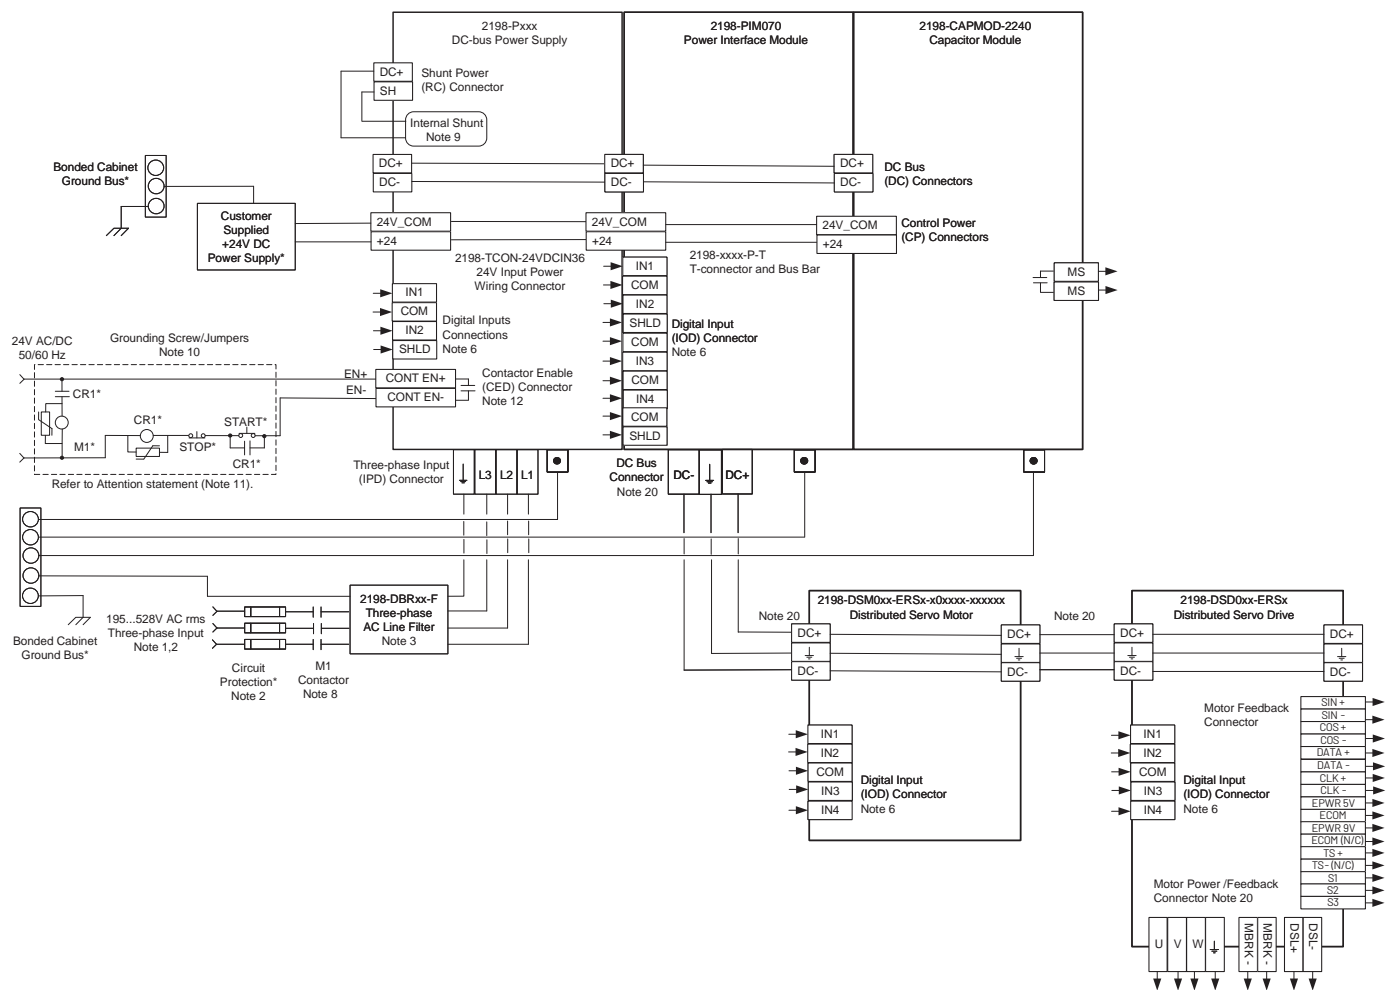 2198-Pxxx
DC-bus Power Supply
2198-PIM070
Power Interface Module
2198-CAPMOD-2240
Capacitor Module
DC+
SH
Shunt Power
(RC) Connector
Internal Shunt
Note 9
Bonded Cabinet
Ground Bus*
DC+
DC-
DC+
DC-
DC+
DC-
DC Bus
(DC) Connectors
Customer
Supplied
+24V DC
Power Supply*
24V_COM
+24
24V_COM
+24
24V_COM
+24
Control Power
(CP) Connectors
2198-TCON-24VDCIN36
24V Input Power
Wiring Connector
2198-xxxx-P-T
T-connector and Bus Bar
IN1
COM
IN2
SHLD
Digital Inputs
Connections
Note 6
IN1
COM
IN2
SHLD
COM
IN3
COM
IN4
COM
SHLD
Digital Input
(IOD) Connector
Note 6
MS
MS
24V AC/DC
50/60 Hz
Grounding Screw/Jumpers
Note 10
EN+
EN-
CONT EN+
CONT EN-
Contactor Enable
(CED) Connector
Note 12
CR1*
M1*
CR1*
STOP*
START*
CR1*
Refer to Attention statement (Note 11).
Three-phase Input
(IPD) Connector
L3
L2
L1
DC Bus
Connector
Note 20
DC-
DC+
Bonded Cabinet
Ground Bus*
195...528V AC rms
Three-phase Input
Note 1,2
Circuit
Protection*
Note 2
M1
Contactor
Note 8
2198-DBRxx-F
Three-phase
AC Line Filter
Note 3
2198-DSM0xx-ERSx-x0xxxx-xxxxxx
Distributed Servo Motor
Note 20
DC+
DC-
DC+
DC-
Note 20
2198-DSD0xx-ERSx
Distributed Servo Drive
DC+
DC-
DC+
DC-
IN1
IN2
COM
IN3
IN4
Digital Input
(IOD) Connector
Note 6
IN1
IN2
COM
IN3
IN4
Digital Input
(IOD) Connector
Note 6
Motor Feedback
Connector
SIN +
SIN -
COS +
COS -
DATA +
DATA -
CLK +
CLK -
EPWR 5V
ECOM
EPWR 9V
ECOM (N/C)
TS +
TS- (N/C)
S1
S2
S3
Motor Power /Feedback
Connector Note 20
U
V
W
MBRK -
MBRK -
DSL+
DSL-